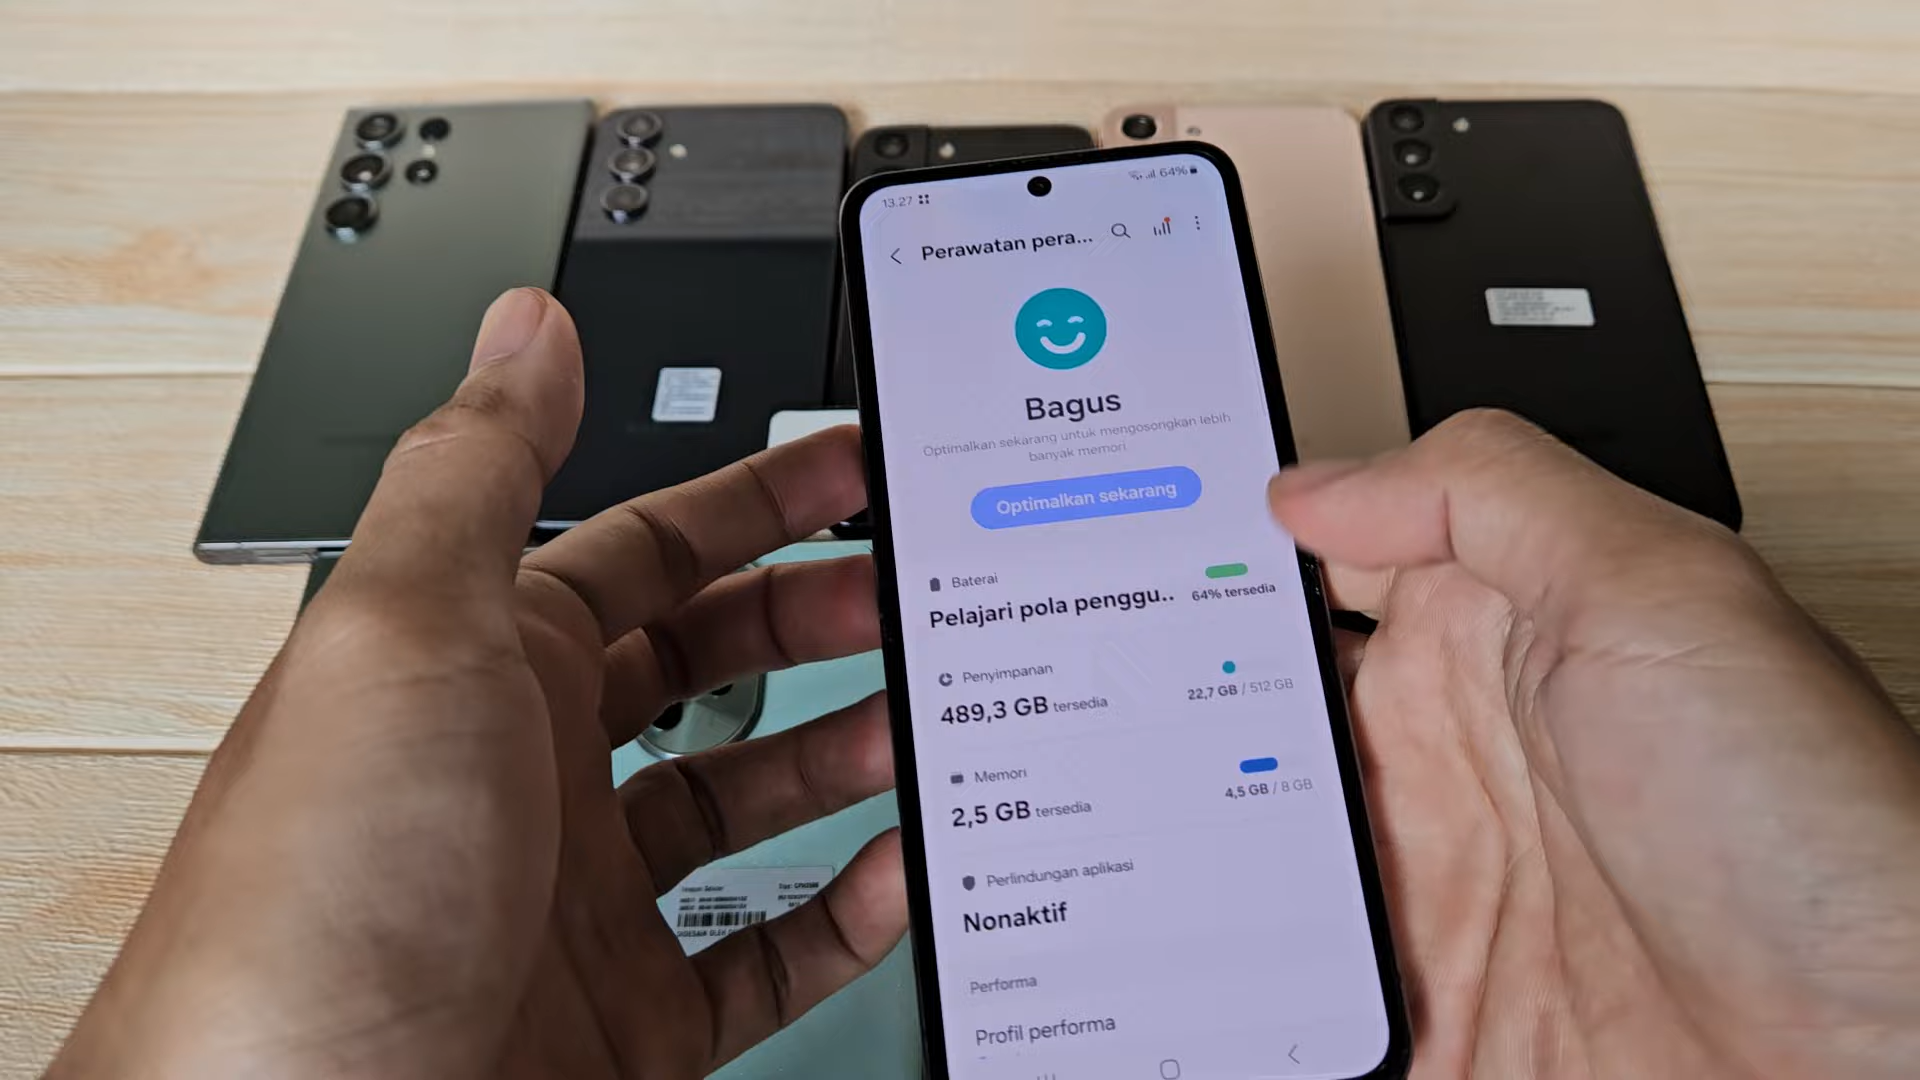 13.27
64%
Perawatan pera...
Bagus
Optimalkan sekarang untuk mengosongkan lebih
banyak memori
Optimalkan sekarang
Baterai
Pelajari pola penggu..
64% tersedia
Penyimpanan
489,3 GB tersedia
22,7 GB / 512 GB
Memori
2,5 GB tersedia
4,5 GB / 8 GB
Perlindungan aplikasi
Nonaktif
Performa
Profil performa